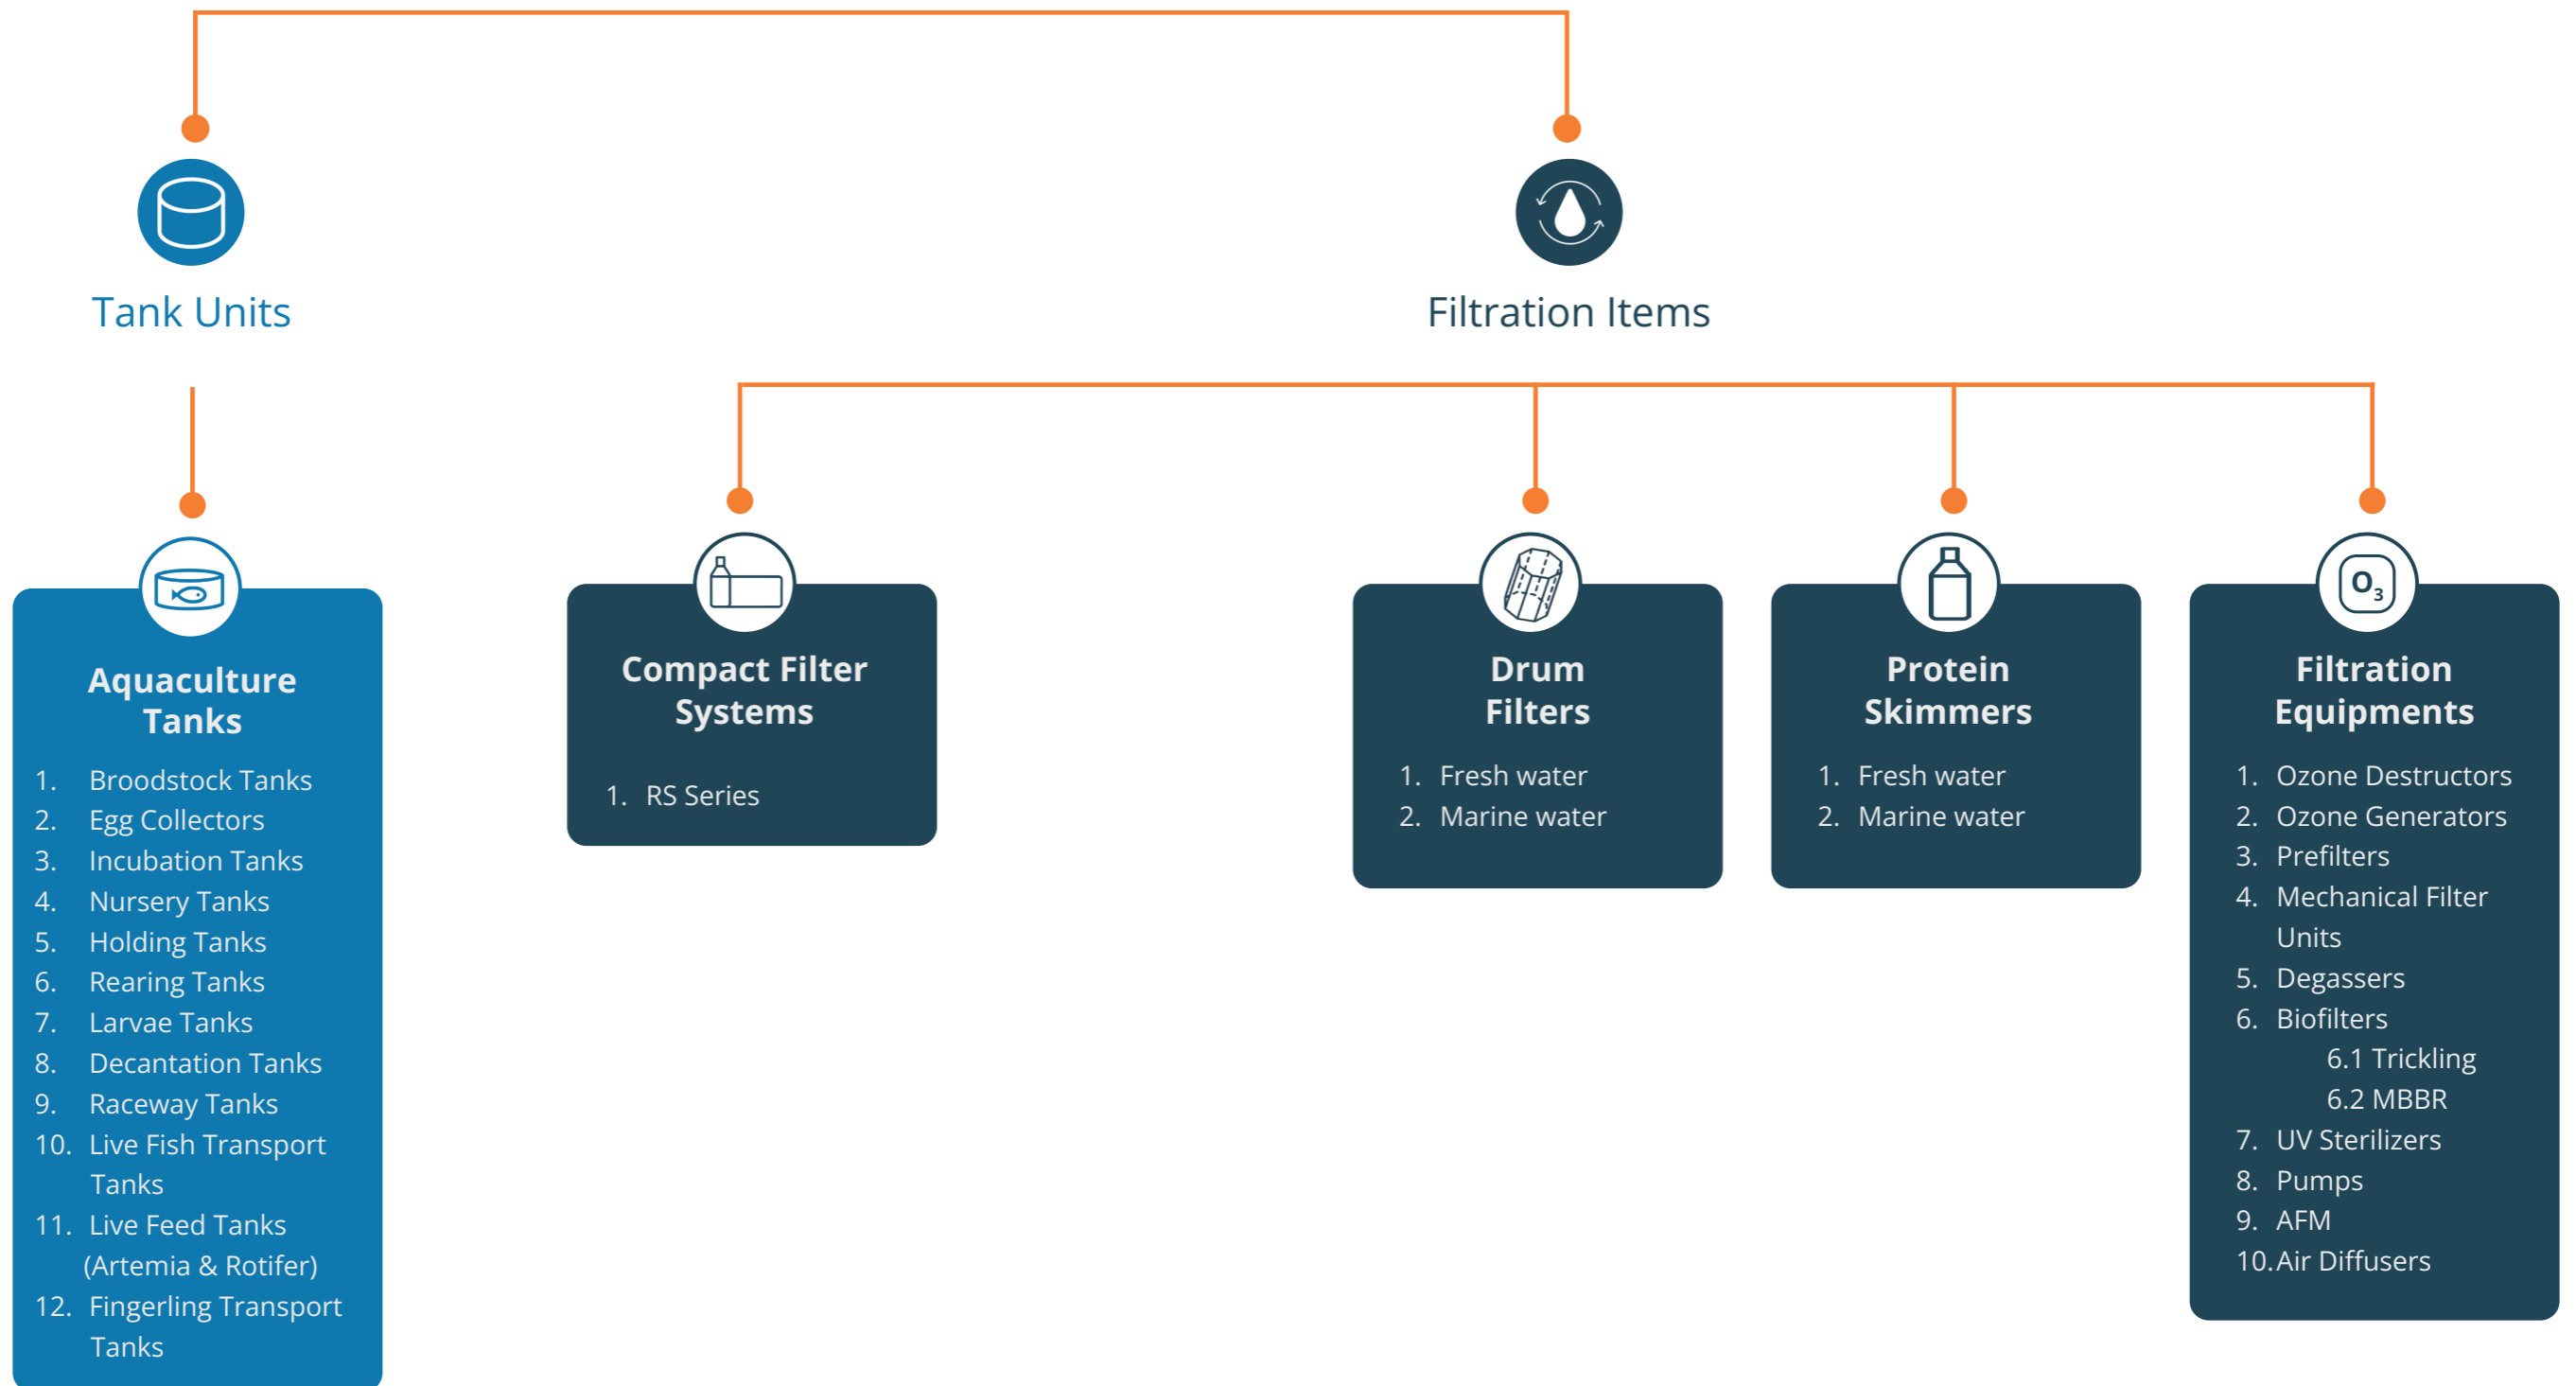 Tank Units
Filtration Items
Aquaculture
Tanks
1. Broodstock Tanks
2. Egg Collectors
3. Incubation Tanks
4. Nursery Tanks
5. Holding Tanks
6. Rearing Tanks
7. Larvae Tanks
8. Decantation Tanks
9. Raceway Tanks
10. Live Fish Transport
Tanks
11. Live Feed Tanks
(Artemia & Rotifer)
12. Fingerling Transport
Tanks
Compact Filter
Systems
1. RS Series
Drum
Filters
1. Fresh water
2. Marine water
Protein
Skimmers
1. Fresh water
2. Marine water
O3
Filtration
Equipments
1. Ozone Destructors
2. Ozone Generators
3. Prefilters
4. Mechanical Filter
Units
5. Degassers
6. Biofilters
6.1 Trickling
6.2 MBBR
7. UV Sterilizers
8. Pumps
9. AFM
10. Air Diffusers